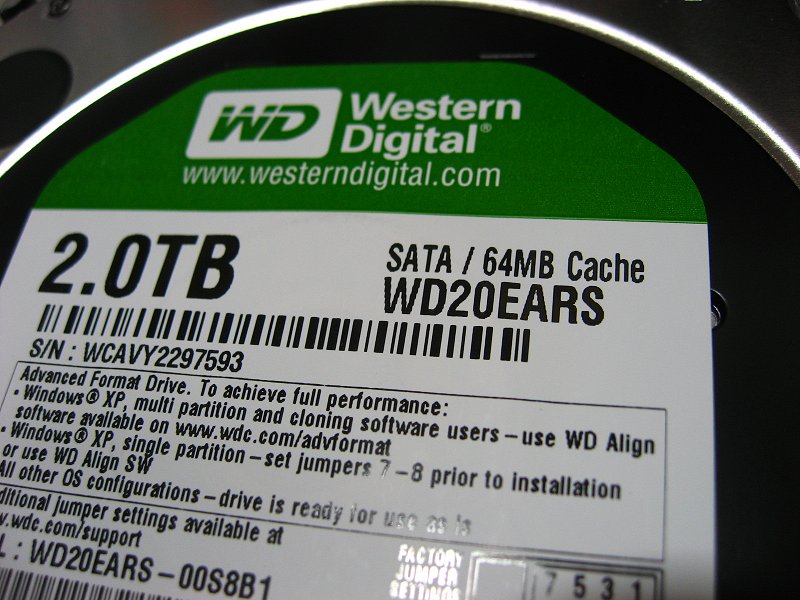 WD Western
Digital®
www.westerndigital.com
2.0TB
SATA / 64MB Cache
WD20EARS
S/N : WCAVY2297593
Advanced Format Drive. To achieve full performance:
• Windows® XP, multi partition and cloning software users – use WD Align
software available on www.wdc.com/advformat
• Windows® XP, single partition – set jumpers 7 – 8 prior to installation
or use WD Align SW
All other OS configurations – drive is ready for use as is
ditional jumper settings available at
w.wdc.com/support
L : WD20EARS – 00S8B1
FACTORY
JUMPER
SETTINGS
7 5 3 1